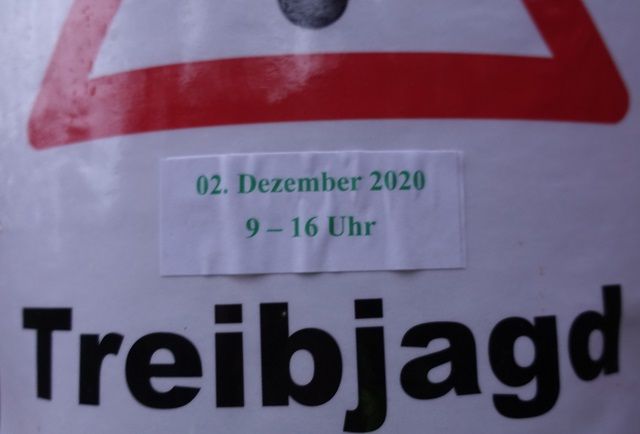 02. Dezember 2020
9 – 16 Uhr
Treibjagd